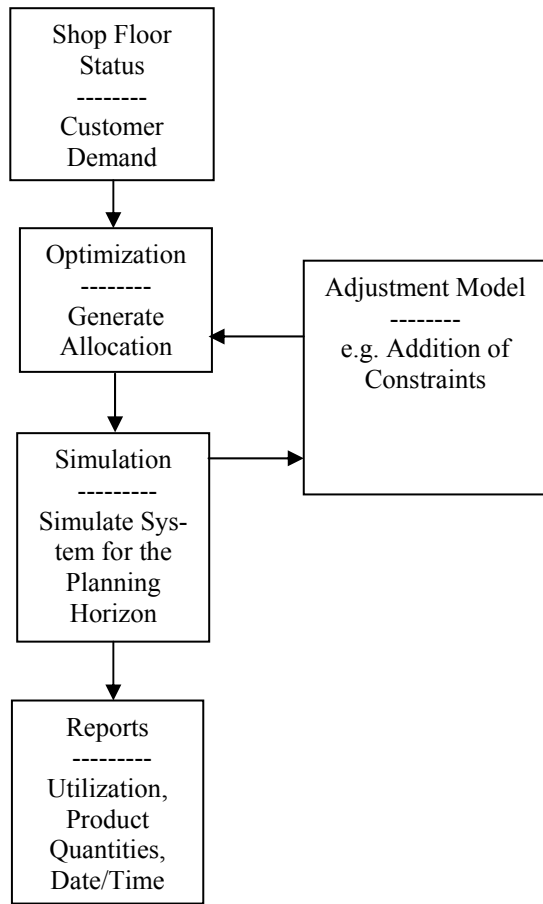 Shop Floor
Status
--------
Customer
Demand
Optimization
--------
Generate
Allocation
Adjustment Model
--------
e.g. Addition of
Constraints
Simulation
---------
Simulate Sys-
tem for the
Planning
Horizon
Reports
---------
Utilization,
Product
Quantities,
Date/Time